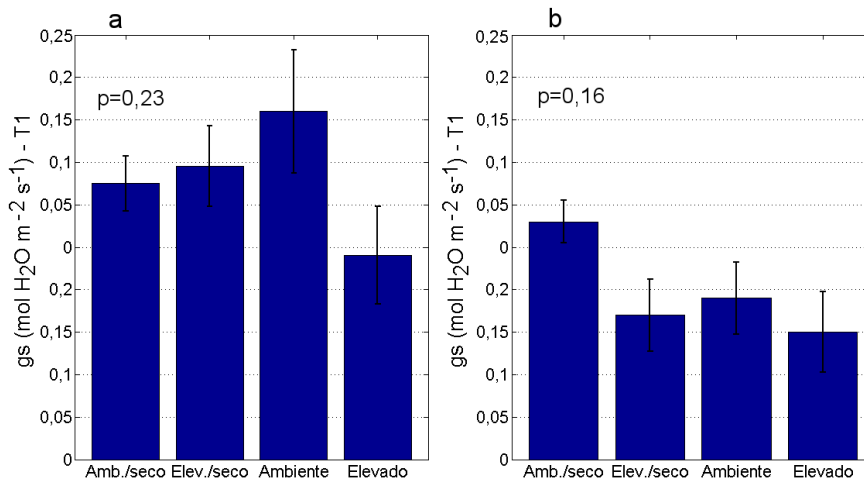 a
b
gs (mol H₂O m⁻² s⁻¹) - T1
0,25
0,2
0,15
0,1
0,05
0
0,2
0,15
0,1
0,05
0
p=0,23
Amb./seco Elev./seco Ambiente Elevado
gs (mol H₂O m⁻² s⁻¹) - T1
0,25
0,2
0,15
0,1
0,05
0
0,2
0,15
0,1
0,05
0
p=0,16
Amb./seco Elev./seco Ambiente Elevado